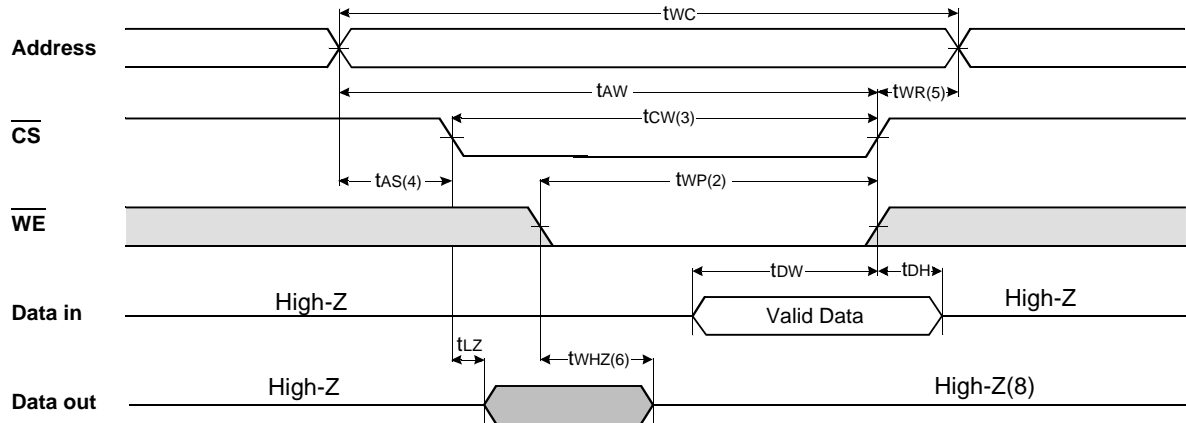 tWC
Address
tAW
tWR(5)
tCW(3)
CS
tAS(4)
tWP(2)
WE
tDW
tDH
High-Z
High-Z
Data in
Valid Data
tLZ
tWHZ(6)
High-Z
High-Z(8)
Data out